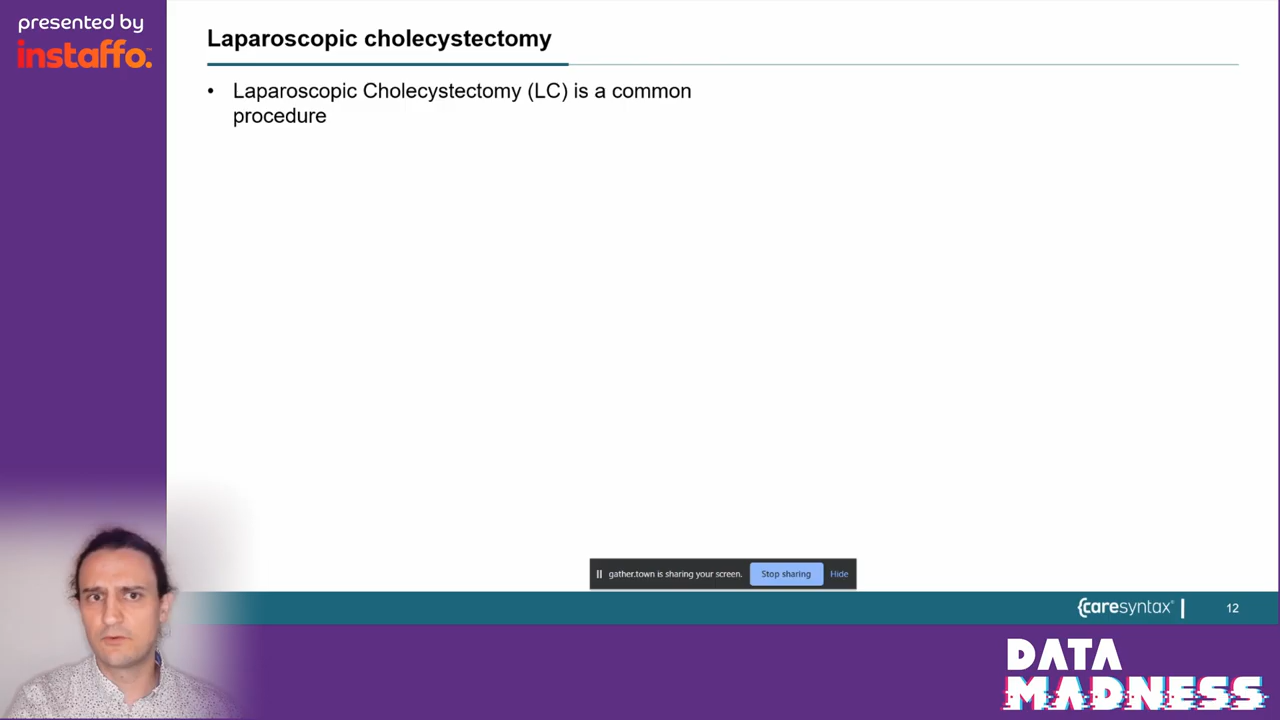 presented by
instaffo.
Laparoscopic cholecystectomy
• Laparoscopic Cholecystectomy (LC) is a common
procedure
gather.town is sharing your screen. Stop sharing Hide
{caresyntax® | 12
DATA
MADNESS